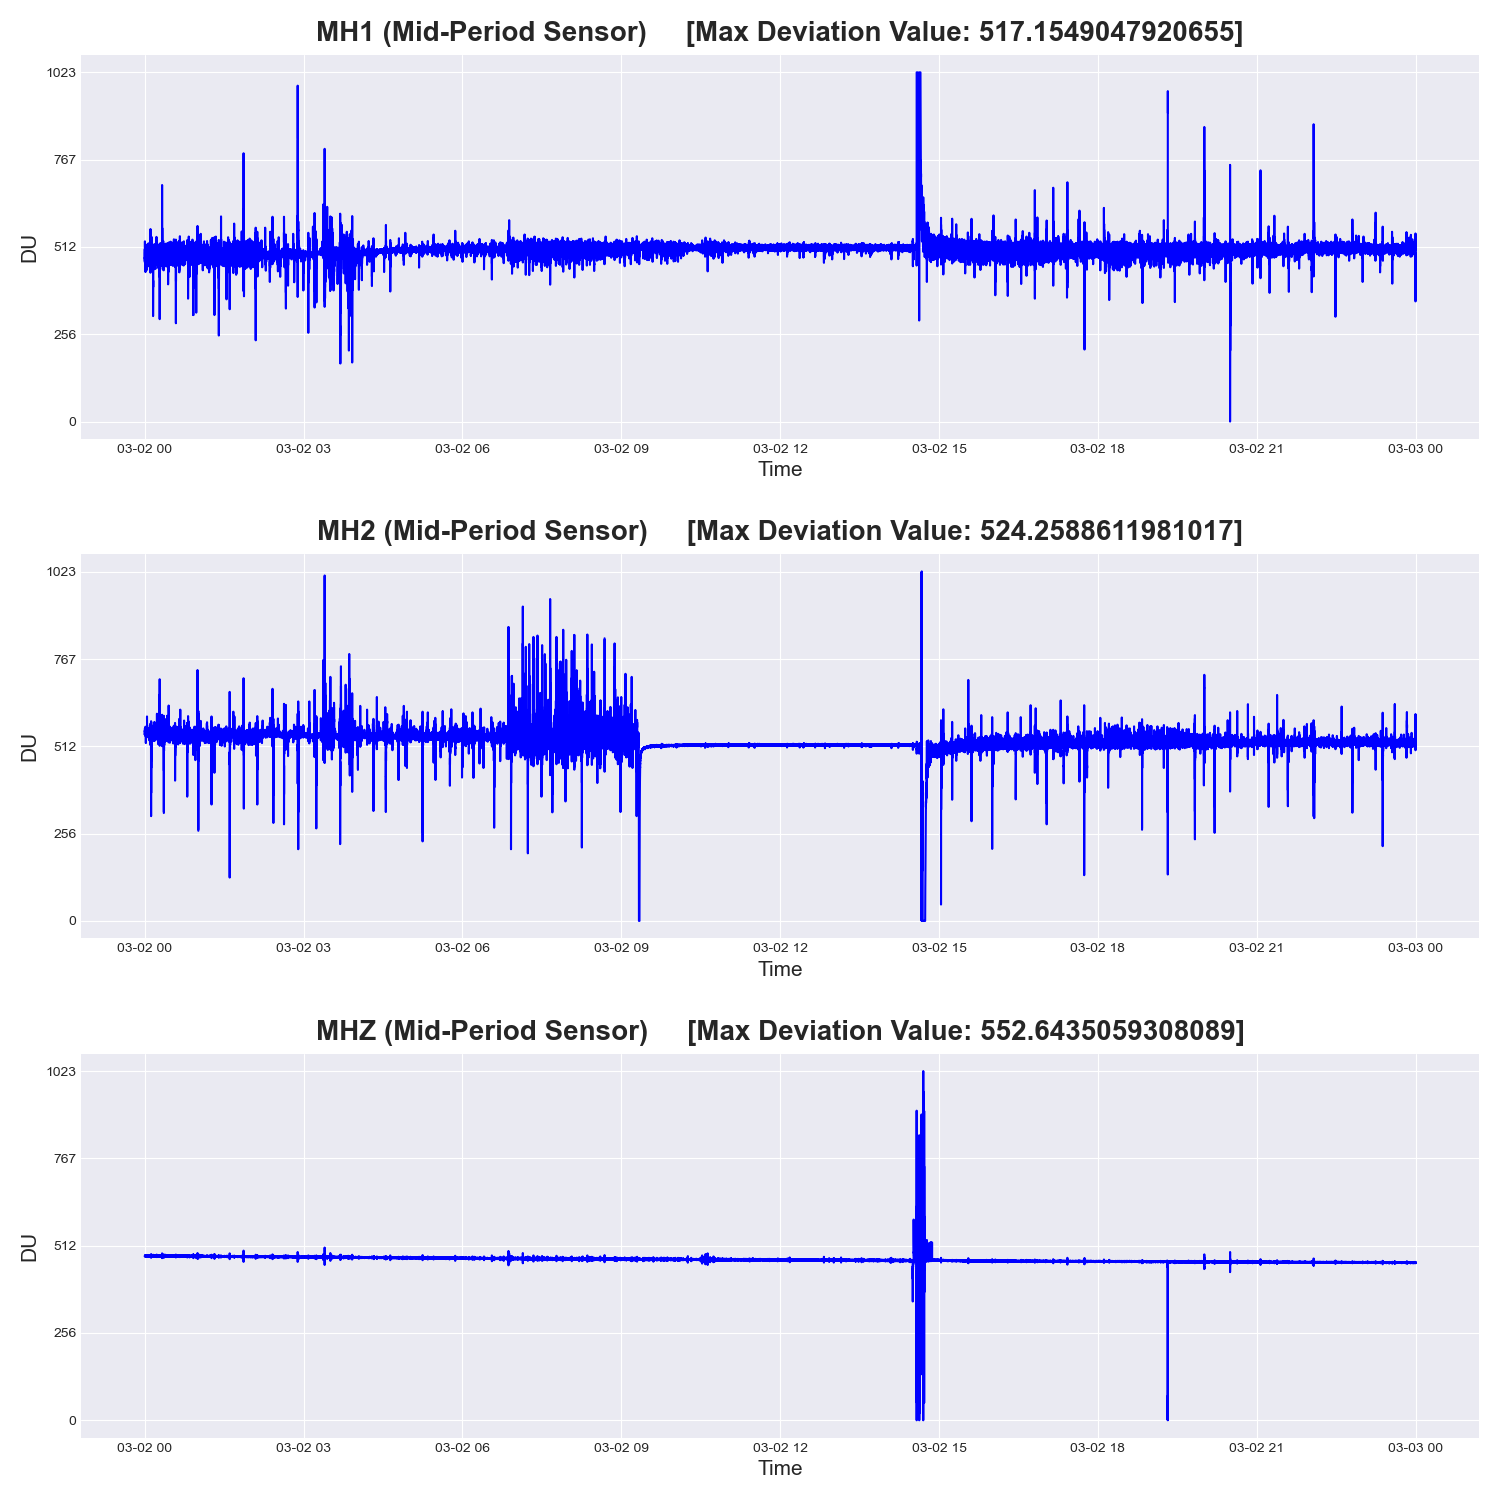 MH1 (Mid-Period Sensor) [Max Deviation Value: 517.1549047920655]
1023
767
512
256
0
DU
03-02 00 03-02 03 03-02 06 03-02 09 03-02 12 03-02 15 03-02 18 03-02 21 03-03 00
Time
MH2 (Mid-Period Sensor) [Max Deviation Value: 524.2588611981017]
1023
767
512
256
0
DU
03-02 00 03-02 03 03-02 06 03-02 09 03-02 12 03-02 15 03-02 18 03-02 21 03-03 00
Time
MHZ (Mid-Period Sensor) [Max Deviation Value: 552.6435059308089]
1023
767
512
256
0
DU
03-02 00 03-02 03 03-02 06 03-02 09 03-02 12 03-02 15 03-02 18 03-02 21 03-03 00
Time